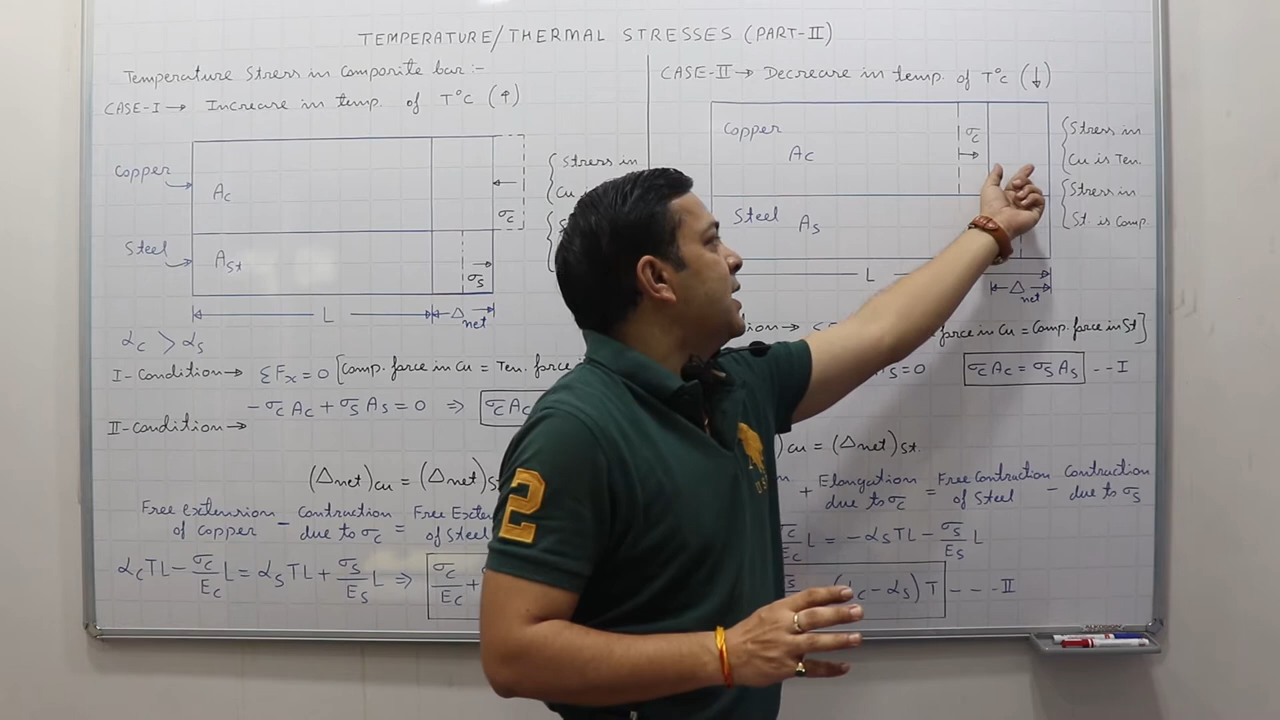 TEMPERATURE/THERMAL STRESSES (PART-II)
Temperature Stress in Composite bar:-
CASE-I → Increase in temp. of T°C (↑)
Copper
Ac
Steel
ASt
σc
σs
L
Δnet
{Stress in
Cu
αc > αs
I-Condition → ΣFx = 0 [Comp. force in Cu = Ten. force
-σc Ac + σs As = 0 ⇒ σc Ac
II-Condition →
(Δnet)cu = (Δnet)s
Free Extension of copper - Contraction due to σc = Free Exte of Steel
αc TL - σc/Ec L = αs TL + σs/Es L ⇒ σc/Ec +
CASE-II → Decrease in temp. of T°C (↓)
Copper
Ac
σc
Steel As
L
Δnet
{Stress in
Cu is Ten.
{Stress in
St. is Comp.
ion → force in Cu = Comp. force in St]
As = 0 σc Ac = σs As -- I
)cu = (Δnet)St.
n + Elongation due to σc = Free Contraction of Steel - Contraction due to σs
σc/Ec L = -αs TL - σs/Es L
c - αs) T --- II
2
U S